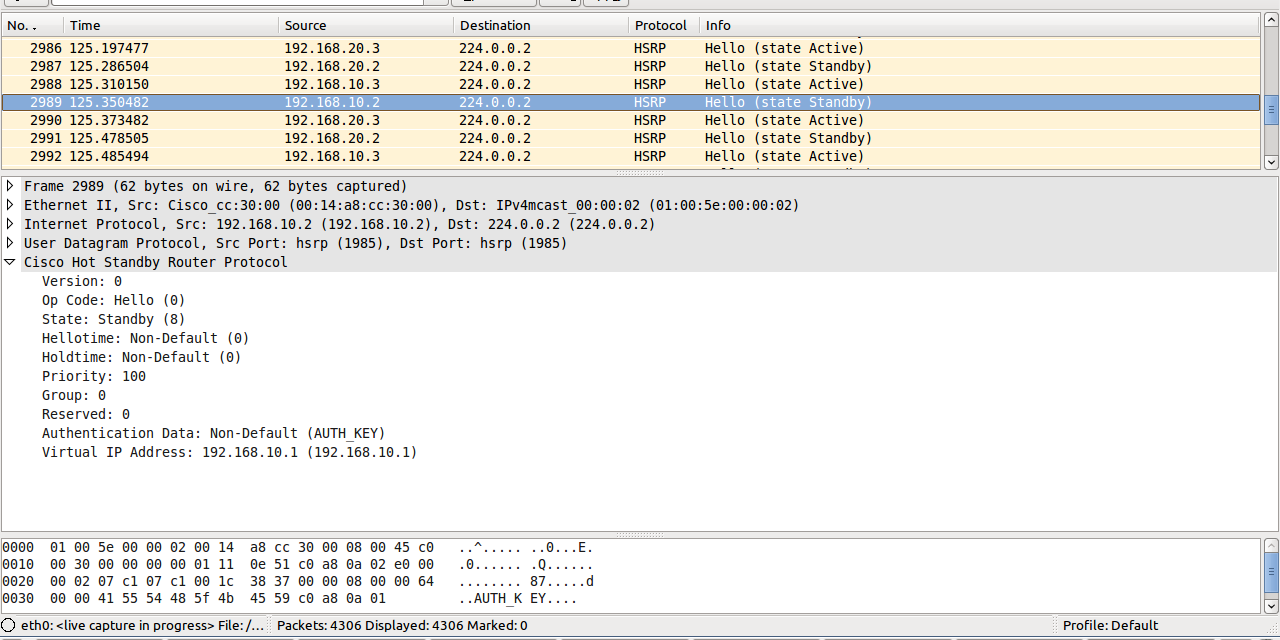 No. . Time Source Destination Protocol Info
2986 125.197477 192.168.20.3 224.0.0.2 HSRP Hello (state Active)
2987 125.286504 192.168.20.2 224.0.0.2 HSRP Hello (state Standby)
2988 125.310150 192.168.10.3 224.0.0.2 HSRP Hello (state Active)
2989 125.350482 192.168.10.2 224.0.0.2 HSRP Hello (state Standby)
2990 125.373482 192.168.20.3 224.0.0.2 HSRP Hello (state Active)
2991 125.478505 192.168.20.2 224.0.0.2 HSRP Hello (state Standby)
2992 125.485494 192.168.10.3 224.0.0.2 HSRP Hello (state Active)
Frame 2989 (62 bytes on wire, 62 bytes captured)
Ethernet II, Src: Cisco_cc:30:00 (00:14:a8:cc:30:00), Dst: IPv4mcast_00:00:02 (01:00:5e:00:00:02)
Internet Protocol, Src: 192.168.10.2 (192.168.10.2), Dst: 224.0.0.2 (224.0.0.2)
User Datagram Protocol, Src Port: hsrp (1985), Dst Port: hsrp (1985)
Cisco Hot Standby Router Protocol
Version: 0
Op Code: Hello (0)
State: Standby (8)
Hellotime: Non-Default (0)
Holdtime: Non-Default (0)
Priority: 100
Group: 0
Reserved: 0
Authentication Data: Non-Default (AUTH_KEY)
Virtual IP Address: 192.168.10.1 (192.168.10.1)
0000 01 00 5e 00 00 02 00 14 a8 cc 30 00 08 00 45 c0 ..^..... ..0...E.
0010 00 30 00 00 00 00 01 11 0e 51 c0 a8 0a 02 e0 00 .0...... .Q......
0020 00 02 07 c1 07 c1 00 1c 38 37 00 00 08 00 00 64 ........ 87.....d
0030 00 00 41 55 54 48 5f 4b 45 59 c0 a8 0a 01 ..AUTH_K EY....
eth0: <live capture in progress> File: /... Packets: 4306 Displayed: 4306 Marked: 0 Profile: Default